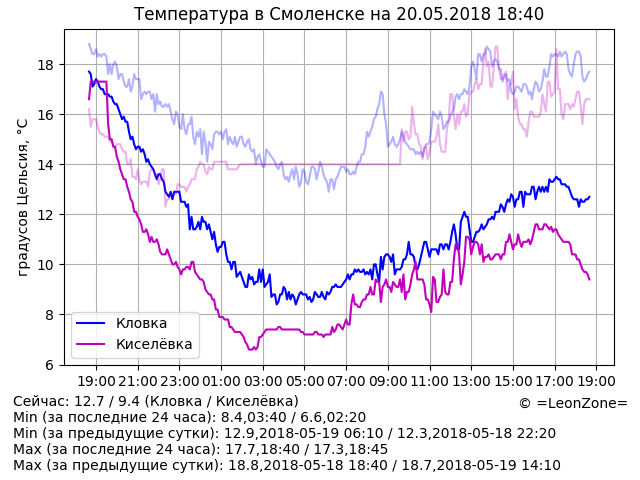 Температура в Смоленске на 20.05.2018 18:40
градусов Цельсия, °C
18
16
14
12
10
8
6
Кловка
Киселёвка
19:00 21:00 23:00 01:00 03:00 05:00 07:00 09:00 11:00 13:00 15:00 17:00 19:00
Сейчас: 12.7 / 9.4 (Кловка / Киселёвка)
© =LeonZone=
Min (за последние 24 часа): 8.4,03:40 / 6.6,02:20
Min (за предыдущие сутки): 12.9,2018-05-19 06:10 / 12.3,2018-05-18 22:20
Max (за последние 24 часа): 17.7,18:40 / 17.3,18:45
Max (за предыдущие сутки): 18.8,2018-05-18 18:40 / 18.7,2018-05-19 14:10